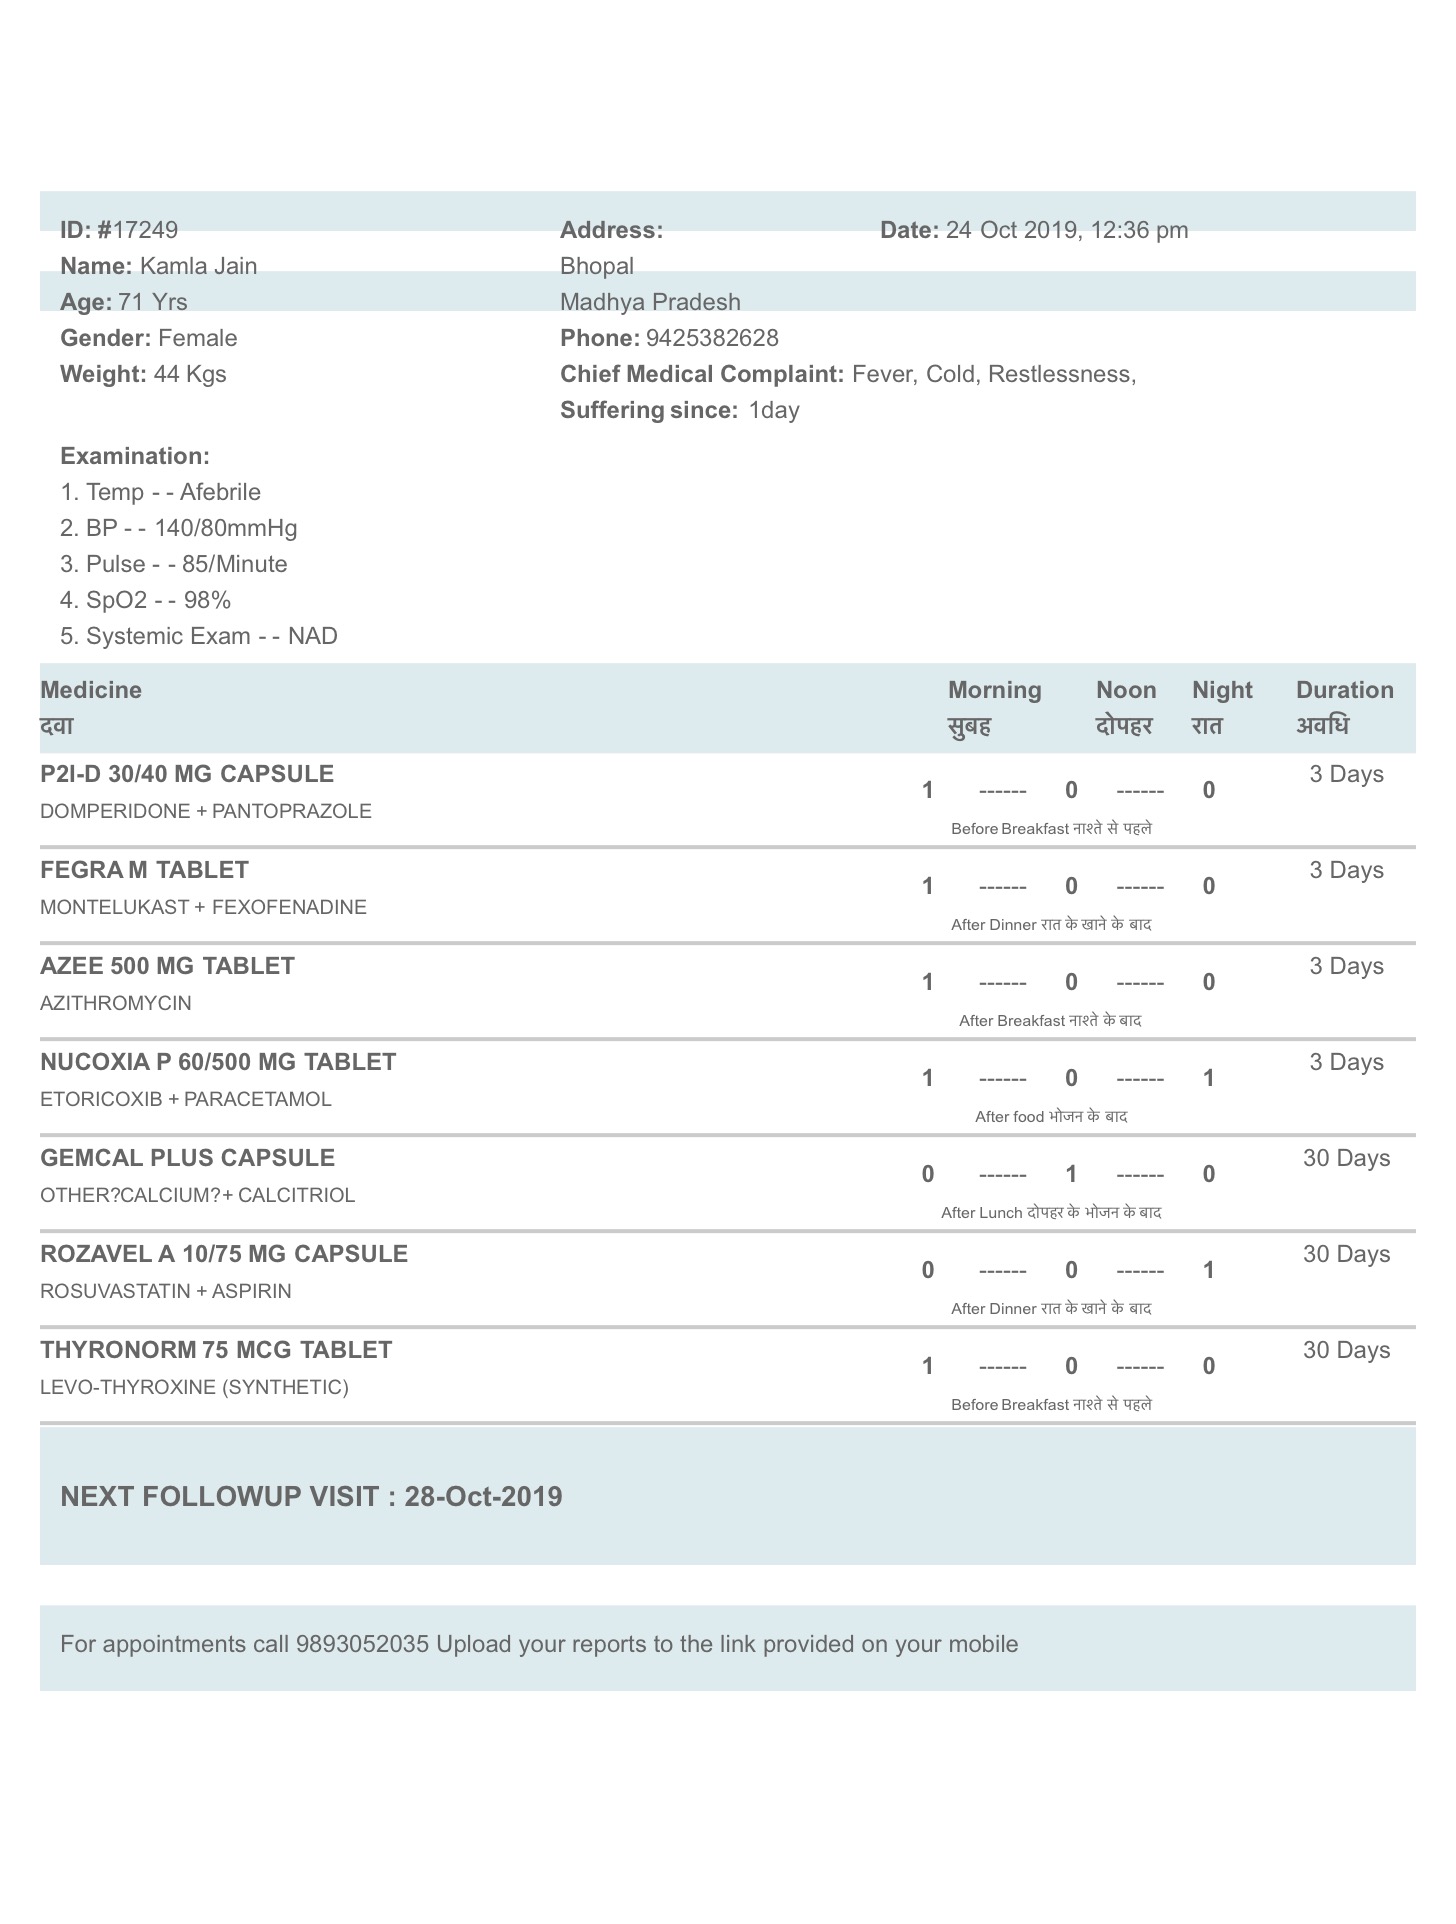 ID: #17249 Address: Date: 24 Oct 2019, 12:36 pm
Name: Kamla Jain Bhopal
Age: 71 Yrs Madhya Pradesh
Gender: Female Phone: 9425382628
Weight: 44 Kgs Chief Medical Complaint: Fever, Cold, Restlessness,
Suffering since: 1day
Examination:
1. Temp - - Afebrile
2. BP - - 140/80mmHg
3. Pulse - - 85/Minute
4. SpO2 - - 98%
5. Systemic Exam - - NAD
Medicine Morning Noon Night Duration
दवा सुबह दोपहर रात अवधि
P2I-D 30/40 MG CAPSULE 3 Days
1 ------ 0 ------ 0
DOMPERIDONE + PANTOPRAZOLE
Before Breakfast नाश्ते से पहले
FEGRA M TABLET 3 Days
1 ------ 0 ------ 0
MONTELUKAST + FEXOFENADINE
After Dinner रात के खाने के बाद
AZEE 500 MG TABLET 3 Days
1 ------ 0 ------ 0
AZITHROMYCIN
After Breakfast नाश्ते के बाद
NUCOXIA P 60/500 MG TABLET 3 Days
1 ------ 0 ------ 1
ETORICOXIB + PARACETAMOL
After food भोजन के बाद
GEMCAL PLUS CAPSULE 30 Days
0 ------ 1 ------ 0
OTHER?CALCIUM?+ CALCITRIOL
After Lunch दोपहर के भोजन के बाद
ROZAVEL A 10/75 MG CAPSULE 30 Days
0 ------ 0 ------ 1
ROSUVASTATIN + ASPIRIN
After Dinner रात के खाने के बाद
THYRONORM 75 MCG TABLET 30 Days
1 ------ 0 ------ 0
LEVO-THYROXINE (SYNTHETIC)
Before Breakfast नाश्ते से पहले
NEXT FOLLOWUP VISIT : 28-Oct-2019
For appointments call 9893052035 Upload your reports to the link provided on your mobile